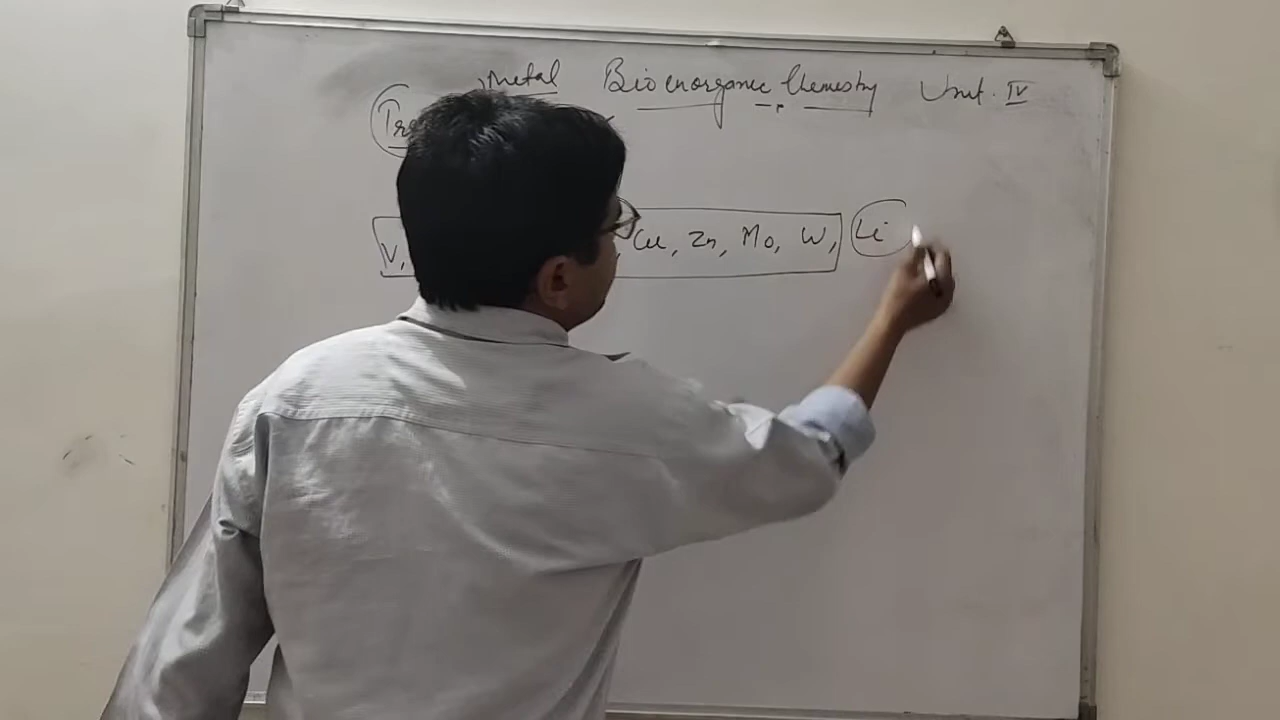 Metal Bioinorganic Chemistry Unit. IV
V, Cu, Zn, Mo, W, Li